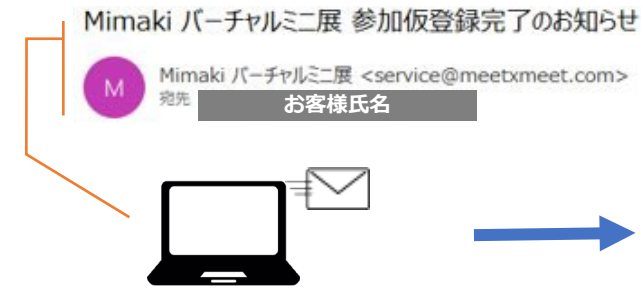 Mimaki バーチャルミニ展 参加仮登録完了のお知らせ
M
Mimaki バーチャルミニ展 <service@meetxmeet.com>
宛先
お客様氏名